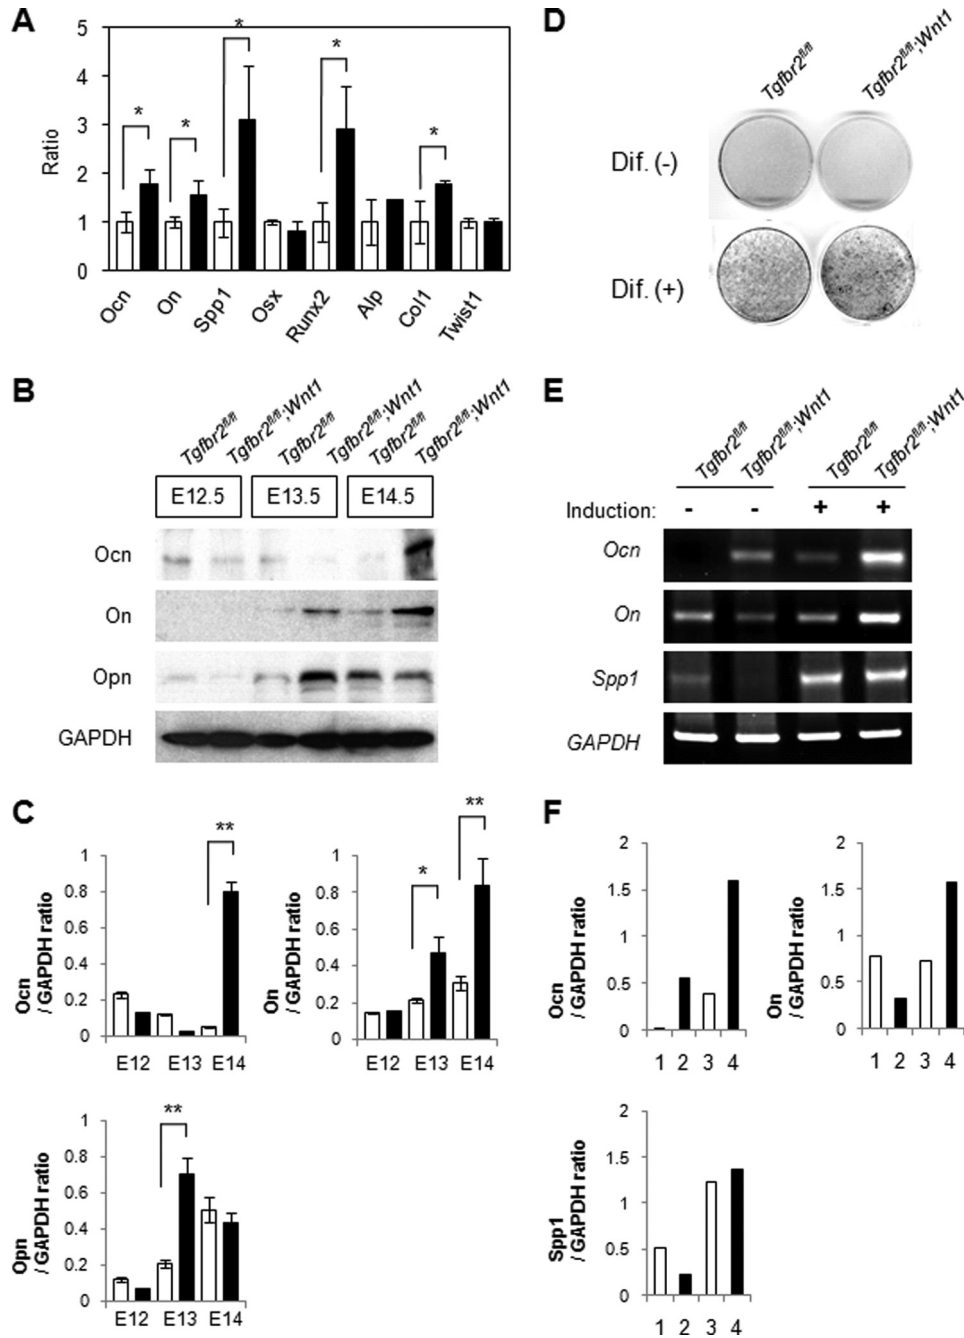 A
5
4
3
2
1
0
Ratio
*
*
*
*
*
Ocn
On
Spp1
Osx
Runx2
Alp
Col1
Twist1
B
Tgfbr2fl/fl
Tgfbr2fl/fl;Wnt1
Tgfbr2fl/fl
Tgfbr2fl/fl;Wnt1
Tgfbr2fl/fl
Tgfbr2fl/fl;Wnt1
E12.5 E13.5 E14.5
Ocn
On
Opn
GAPDH
C
Ocn
/ GAPDH ratio
1
0.8
0.6
0.4
0.2
0
**
E12 E13 E14
On
/ GAPDH ratio
1
0.8
0.6
0.4
0.2
0
*
**
E12 E13 E14
Opn
/ GAPDH ratio
1
0.8
0.6
0.4
0.2
0
**
E12 E13 E14
D
Tgfbr2fl/fl
Tgfbr2fl/fl;Wnt1
Dif. (-)
Dif. (+)
E
Tgfbr2fl/fl
Tgfbr2fl/fl;Wnt1
Tgfbr2fl/fl
Tgfbr2fl/fl;Wnt1
Induction: - - + +
Ocn
On
Spp1
GAPDH
F
Ocn
/ GAPDH ratio
2
1.5
1
0.5
0
1 2 3 4
On
/ GAPDH ratio
2
1.5
1
0.5
0
1 2 3 4
Spp1
/ GAPDH ratio
2
1.5
1
0.5
0
1 2 3 4